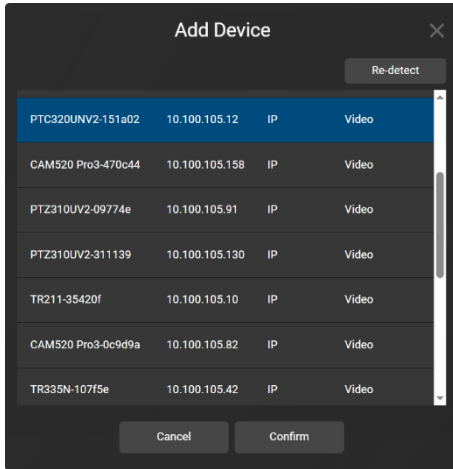 Add Device
Re-detect
PTC320UNV2-151a02 10.100.105.12 IP Video
CAM520 Pro3-470c44 10.100.105.158 IP Video
PTZ310UV2-09774e 10.100.105.91 IP Video
PTZ310UV2-311139 10.100.105.130 IP Video
TR211-35420f 10.100.105.10 IP Video
CAM520 Pro3-0c9d9a 10.100.105.82 IP Video
TR335N-107f5e 10.100.105.42 IP Video
Cancel Confirm